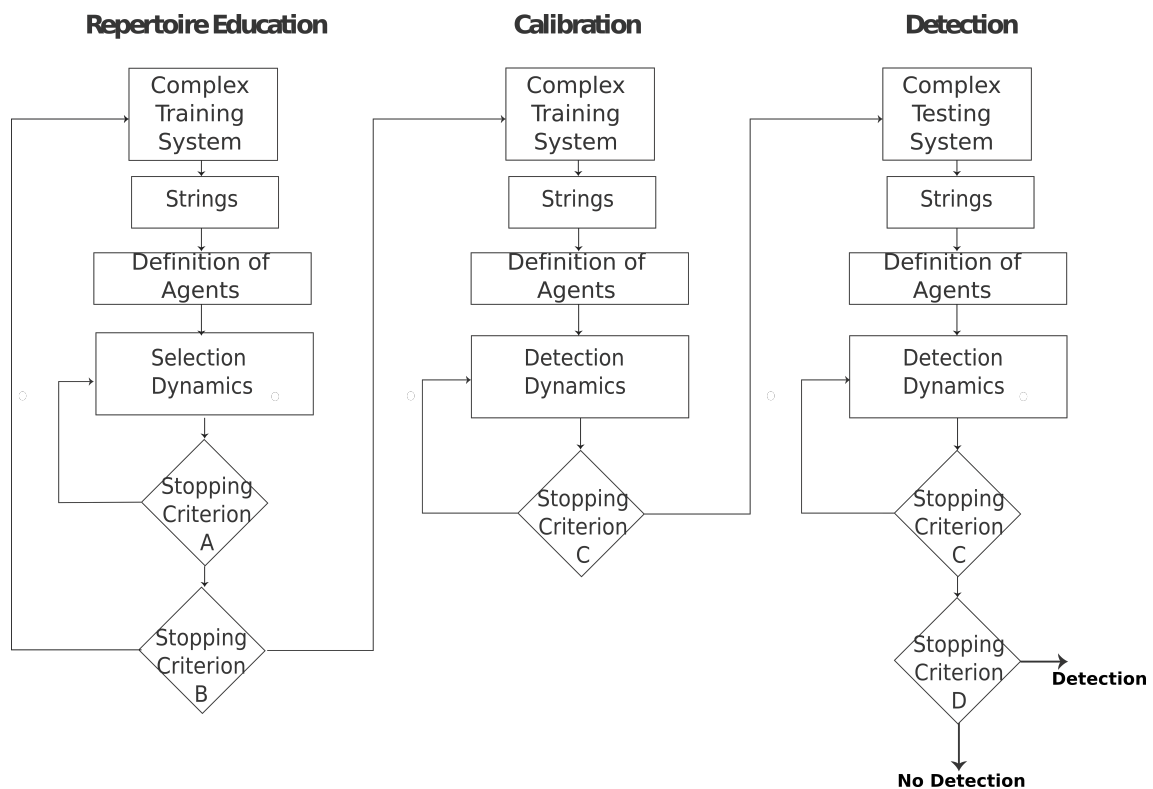 Repertoire Education
Complex
Training
System
Strings
Definition of
Agents
Selection
Dynamics
Stopping
Criterion
A
Stopping
Criterion
B
Calibration
Complex
Training
System
Strings
Definition of
Agents
Detection
Dynamics
Stopping
Criterion
C
Detection
Complex
Testing
System
Strings
Definition of
Agents
Detection
Dynamics
Stopping
Criterion
C
Stopping
Criterion
D
Detection
No Detection